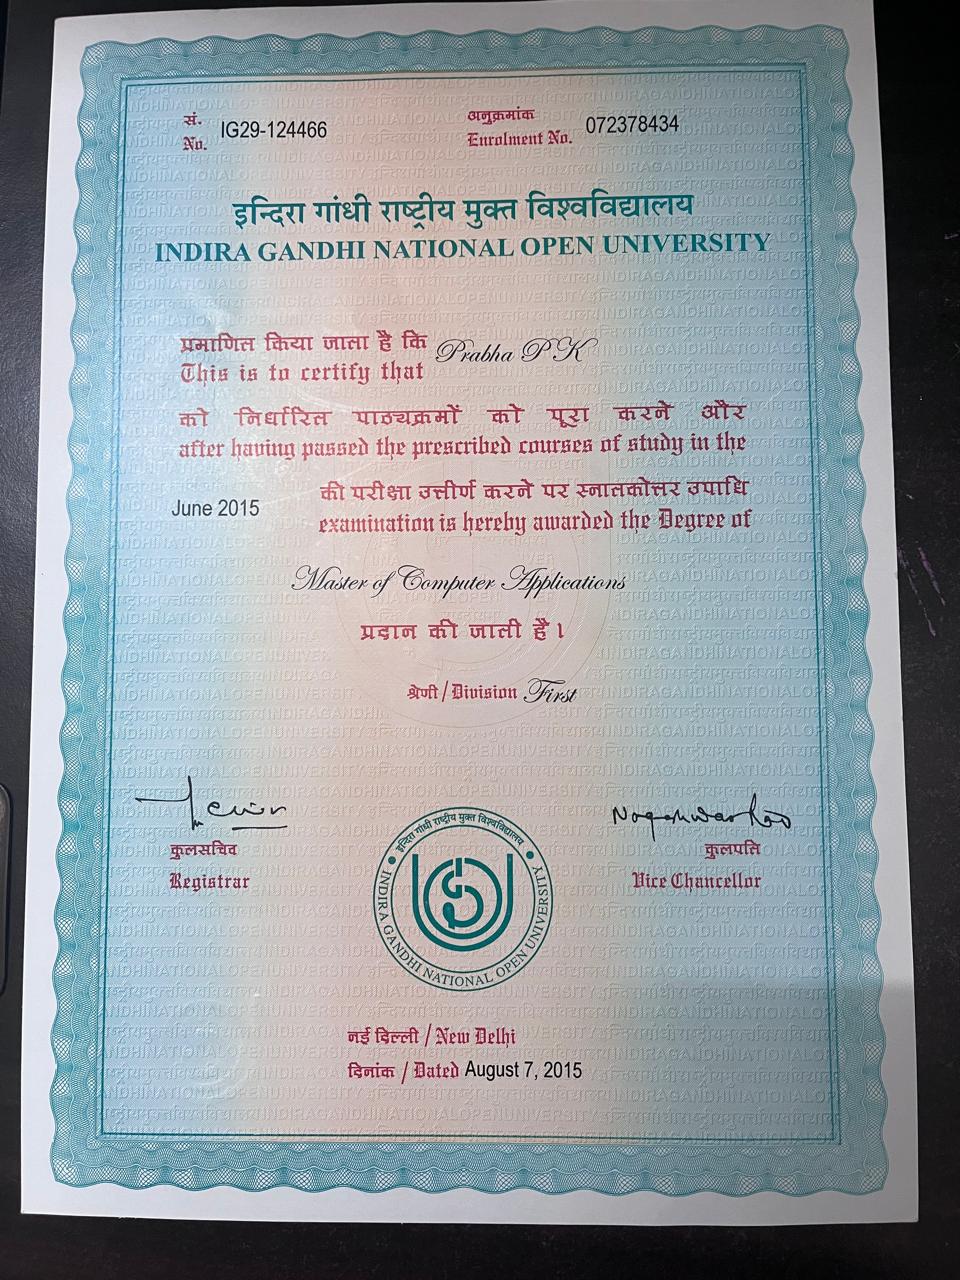 सं. अनुक्रमांक
No. IG29-124466 Enrolment No. 072378434
इन्दिरा गांधी राष्ट्रीय मुक्त विश्वविद्यालय
INDIRA GANDHI NATIONAL OPEN UNIVERSITY
प्रमाणित किया जाता है कि Prabha P K
This is to certify that
को निर्धारित पाठ्यक्रमों को पूरा करने और
after having passed the prescribed courses of study in the
June 2015 की परीक्षा उत्तीर्ण करने पर स्नातकोत्तर उपाधि
examination is hereby awarded the Degree of
Master of Computer Applications
प्रदान की जाती है।
श्रेणी / Division First
Nageshwar Rao
कुलसचिव कुलपति
Registrar Vice Chancellor
इन्दिरा गाँधी राष्ट्रीय मुक्त विश्वविद्यालय
INDIRA GANDHI NATIONAL OPEN UNIVERSITY
नई दिल्ली / New Delhi
दिनांक / Dated August 7, 2015